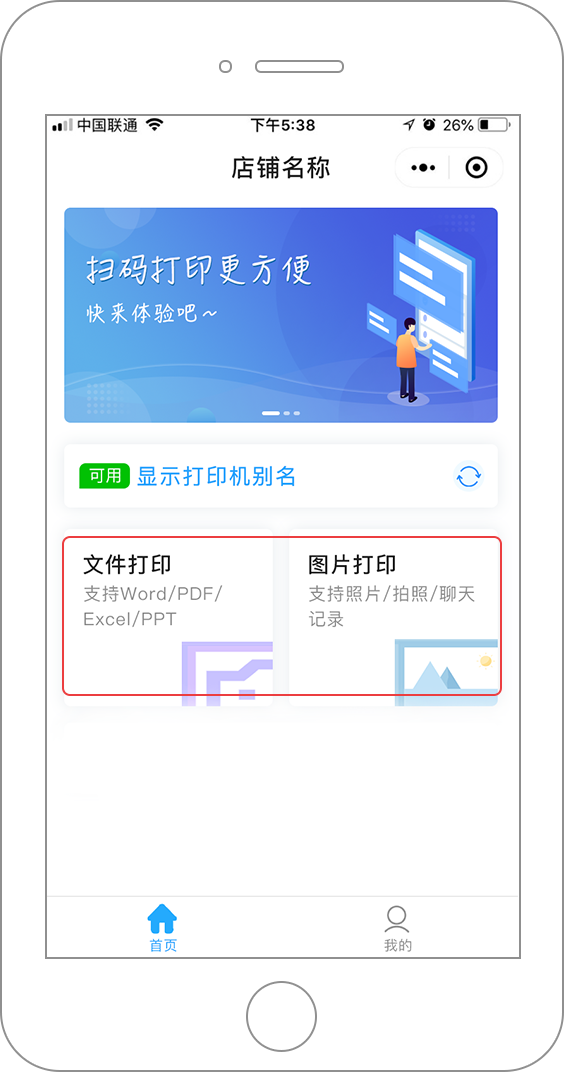 中国联通 下午5:38 26%
店铺名称
扫码打印更方便
快来体验吧~
可用 显示打印机别名
文件打印
支持Word/PDF/
Excel/PPT
图片打印
支持照片/拍照/聊天
记录
首页 我的